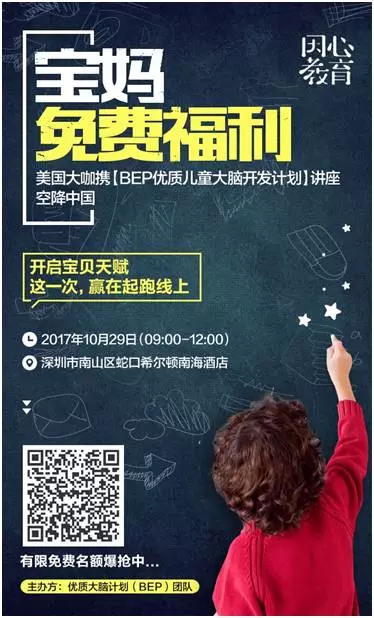 因心
教育
宝妈
免费福利
美国大咖携【BEP优质儿童大脑开发计划】讲座
空降中国
开启宝贝天赋
这一次，赢在起跑线上
2017年10月29日（09:00-12:00）
深圳市南山区蛇口希尔顿南海酒店
有限免费名额爆抢中...
主办方：优质大脑计划（BEP）团队